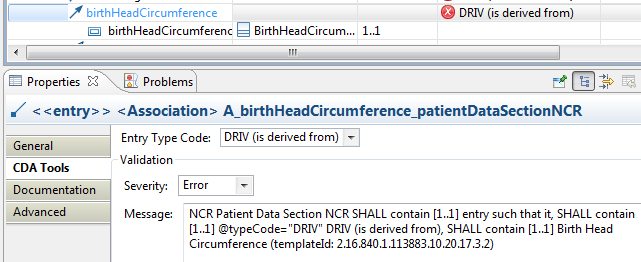 birthHeadCircumference
DRIV (is derived from)
birthHeadCircumference
BirthHeadCircum...
1..1
Properties
Problems
<<entry>> <Association> A_birthHeadCircumference_patientDataSectionNCR
General
CDA Tools
Documentation
Advanced
Entry Type Code: DRIV (is derived from)
Validation
Severity: Error
Message:
NCR Patient Data Section NCR SHALL contain [1..1] entry such that it, SHALL contain
[1..1] @typeCode="DRIV" DRIV (is derived from), SHALL contain [1..1] Birth Head
Circumference (templateId: 2.16.840.1.113883.10.20.17.3.2)